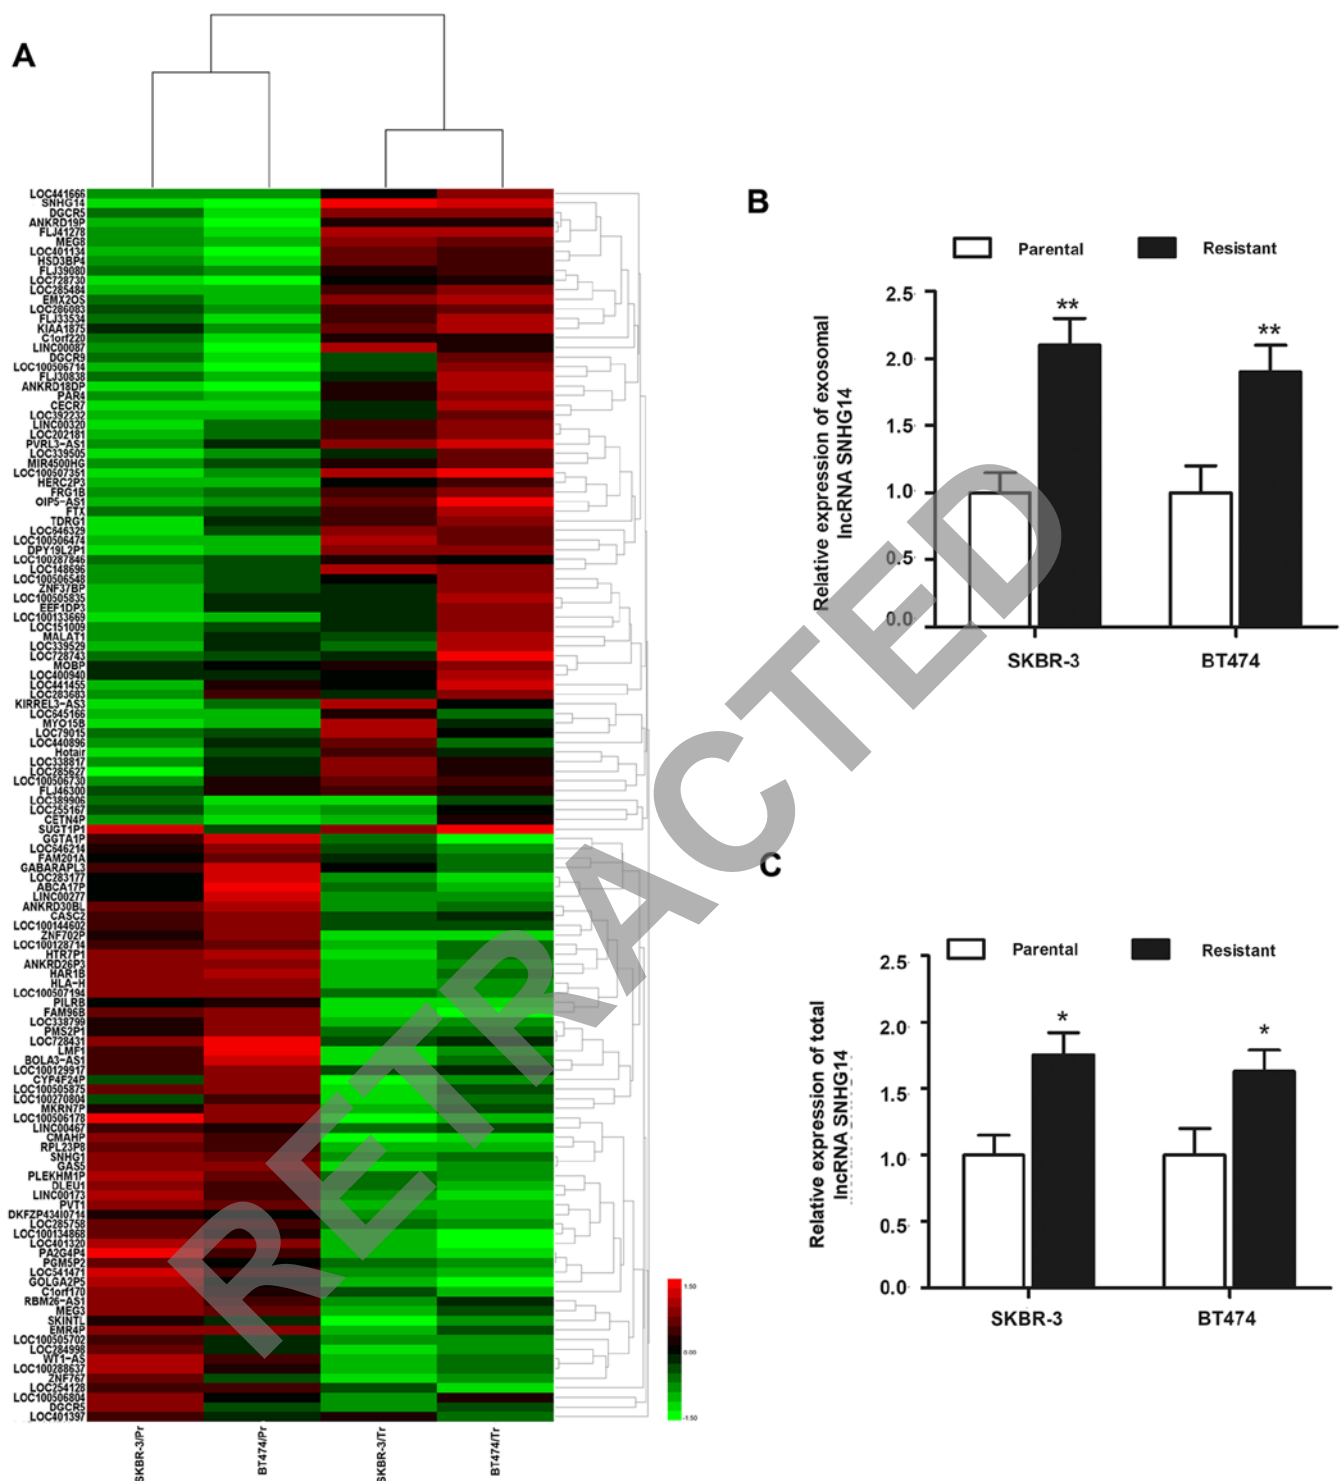 A
LOC441666
SNHG14
DGCR5
ANKRD19P
FLJ41278
MEG8
LOC401134
HSD3BP4
FLJ39080
LOC728730
LOC285484
EMX2OS
LOC286083
FLJ33534
KIAA1875
C1orf220
LINC00087
DGCR9
LOC100506714
FLJ30838
ANKRD18DP
PAR4
CECR7
LOC392232
LINC00320
LOC202181
PVRL3-AS1
LOC339505
MIR4500HG
LOC100507351
HERC2P3
FRG1B
OIP5-AS1
FTX
TDRG1
LOC646329
LOC100506474
DPY19L2P1
LOC100287846
LOC148696
LOC100506548
ZNF37BP
LOC100505835
EEF1DP3
LOC100133669
LOC151009
MALAT1
LOC339529
LOC728743
MOBP
LOC400940
LOC441455
LOC283683
KIRREL3-AS3
LOC645166
MYO15B
LOC79015
LOC440896
Hotair
LOC338817
LOC285627
LOC100506730
FLJ46300
LOC389906
LOC255167
CETN4P
SUGT1P1
GGTA1P
LOC646214
FAM201A
GABARAPL3
LOC283177
ABCA17P
LINC00277
ANKRD30BL
CASC2
LOC100144602
ZNF702P
LOC100128714
HTR7P1
ANKRD26P3
HAR1B
HLA-H
LOC100507194
PILRB
FAM96B
LOC338799
PMS2P1
LOC728431
LMF1
BOLA3-AS1
LOC100129917
CYP4F24P
LOC100505875
LOC100270804
MKRN7P
LOC100506178
LINC00467
CMAHP
RPL23P8
SNHG1
GAS5
PLEKHM1P
DLEU1
LINC00173
PVT1
DKFZP434I0714
LOC285758
LOC100134868
LOC401320
PA2G4P4
PGM5P2
LOC541471
GOLGA2P5
C1orf170
RBM26-AS1
MEG3
SKINTL
EMR4P
LOC100505702
LOC284998
WT1-AS
LOC100288637
ZNF767
LOC254128
LOC100506804
DGCR5
LOC401397
SKBR-3/Pr
BT474/Pr
SKBR-3/Tr
BT474/Tr
1.50
0.00
-1.50
B
Parental
Resistant
Relative expression of exosomal
lncRNA SNHG14
2.5
2.0
1.5
1.0
0.5
0.0
**
**
SKBR-3
BT474
C
Parental
Resistant
Relative expression of total
lncRNA SNHG14
2.5
2.0
1.5
1.0
0.5
0.0
*
*
SKBR-3
BT474
RETRACTED